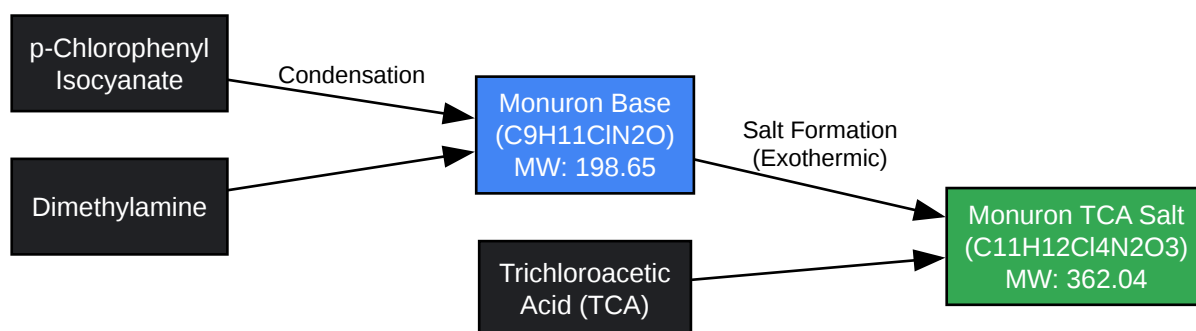 p-Chlorophenyl
Isocyanate
Condensation
Dimethylamine
Monuron Base
(C9H11ClN2O)
MW: 198.65
Salt Formation
(Exothermic)
Trichloroacetic
Acid (TCA)
Monuron TCA Salt
(C11H12Cl4N2O3)
MW: 362.04